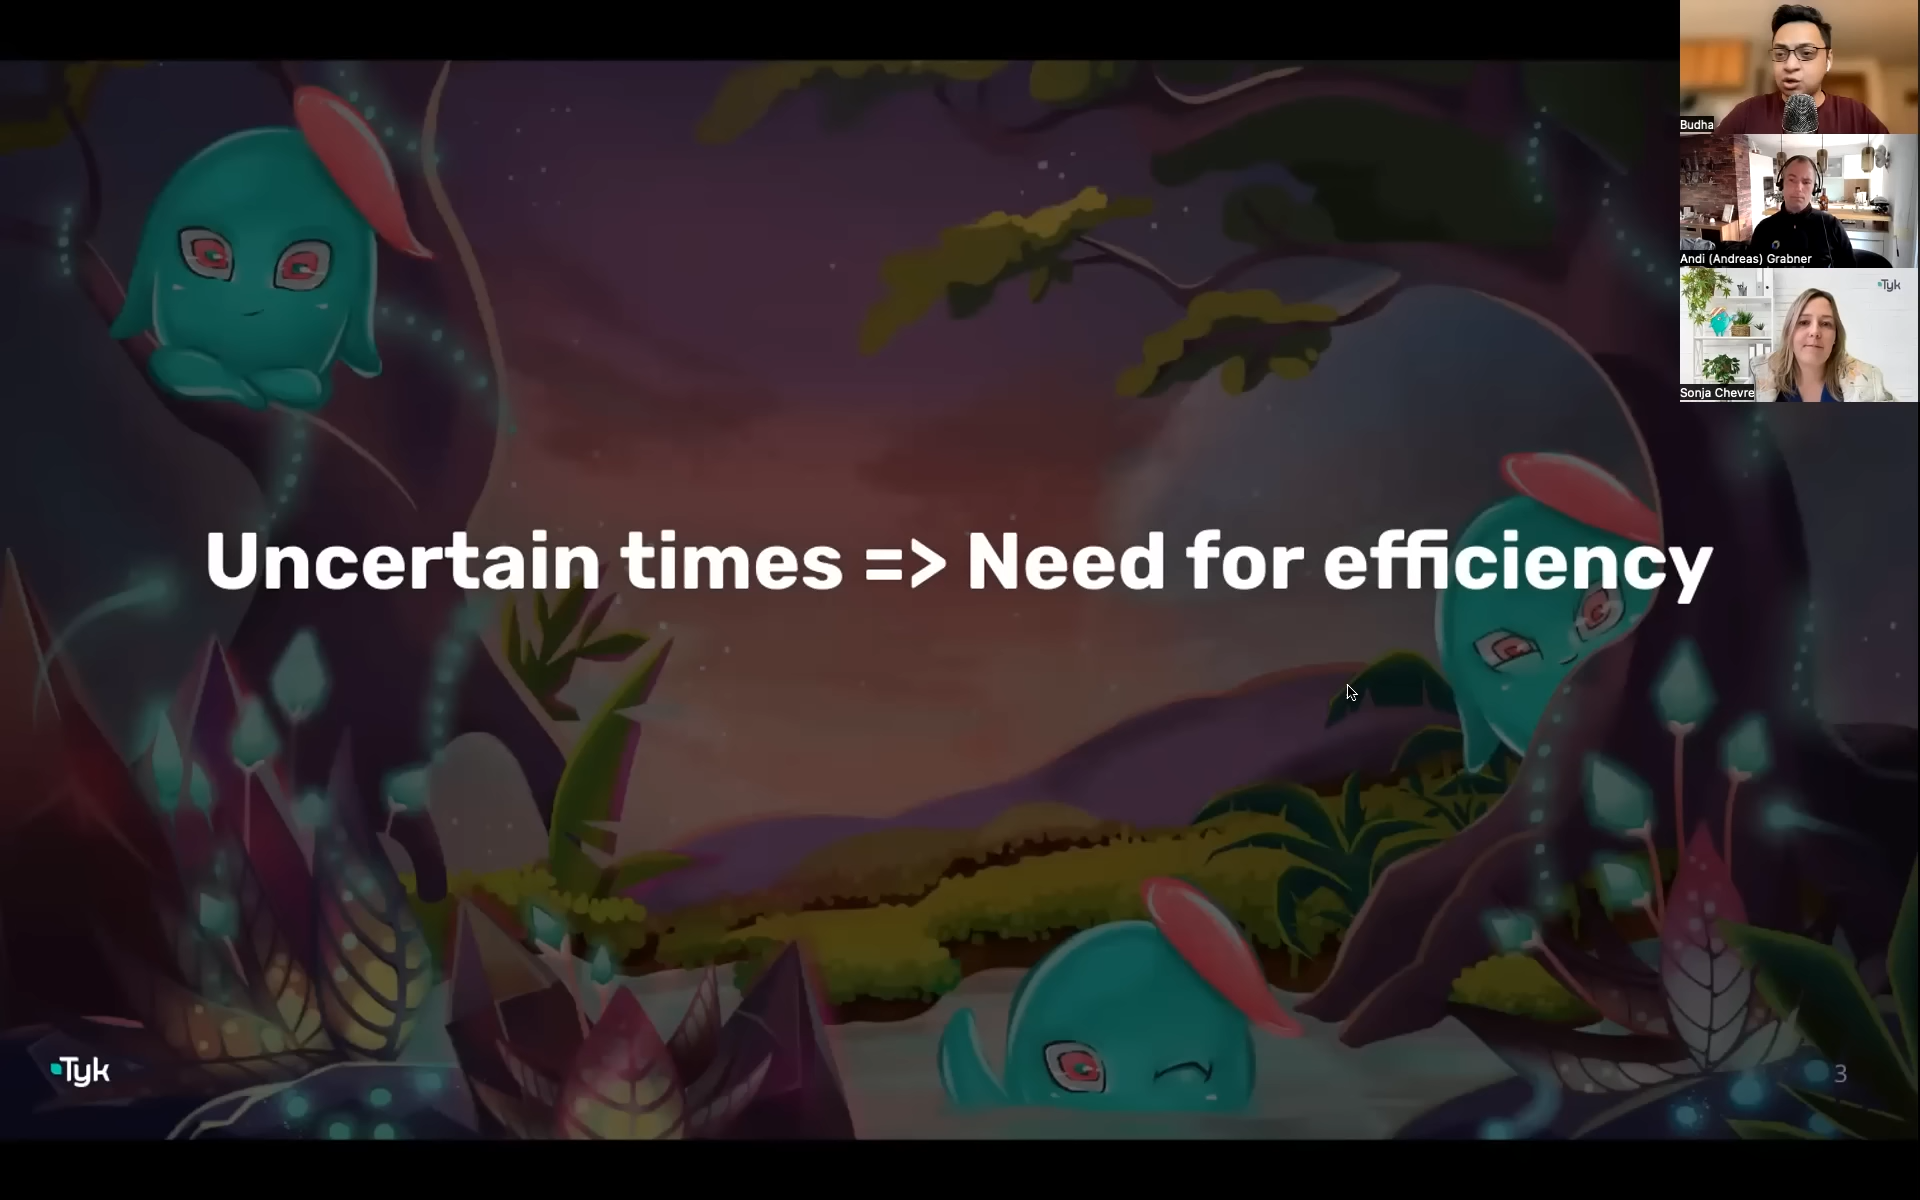 Budha
Andi (Andreas) Grabner
Tyk
Sonja Chevre
Uncertain times => Need for efficiency
Tyk
3